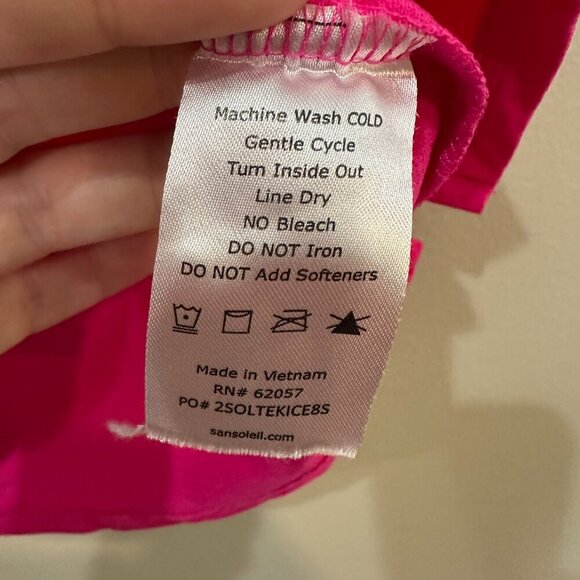 Machine Wash COLD
Gentle Cycle
Turn Inside Out
Line Dry
NO Bleach
DO NOT Iron
DO NOT Add Softeners
Made in Vietnam
RN# 62057
PO# 2SOLTEKICE8S
sansoleil.com